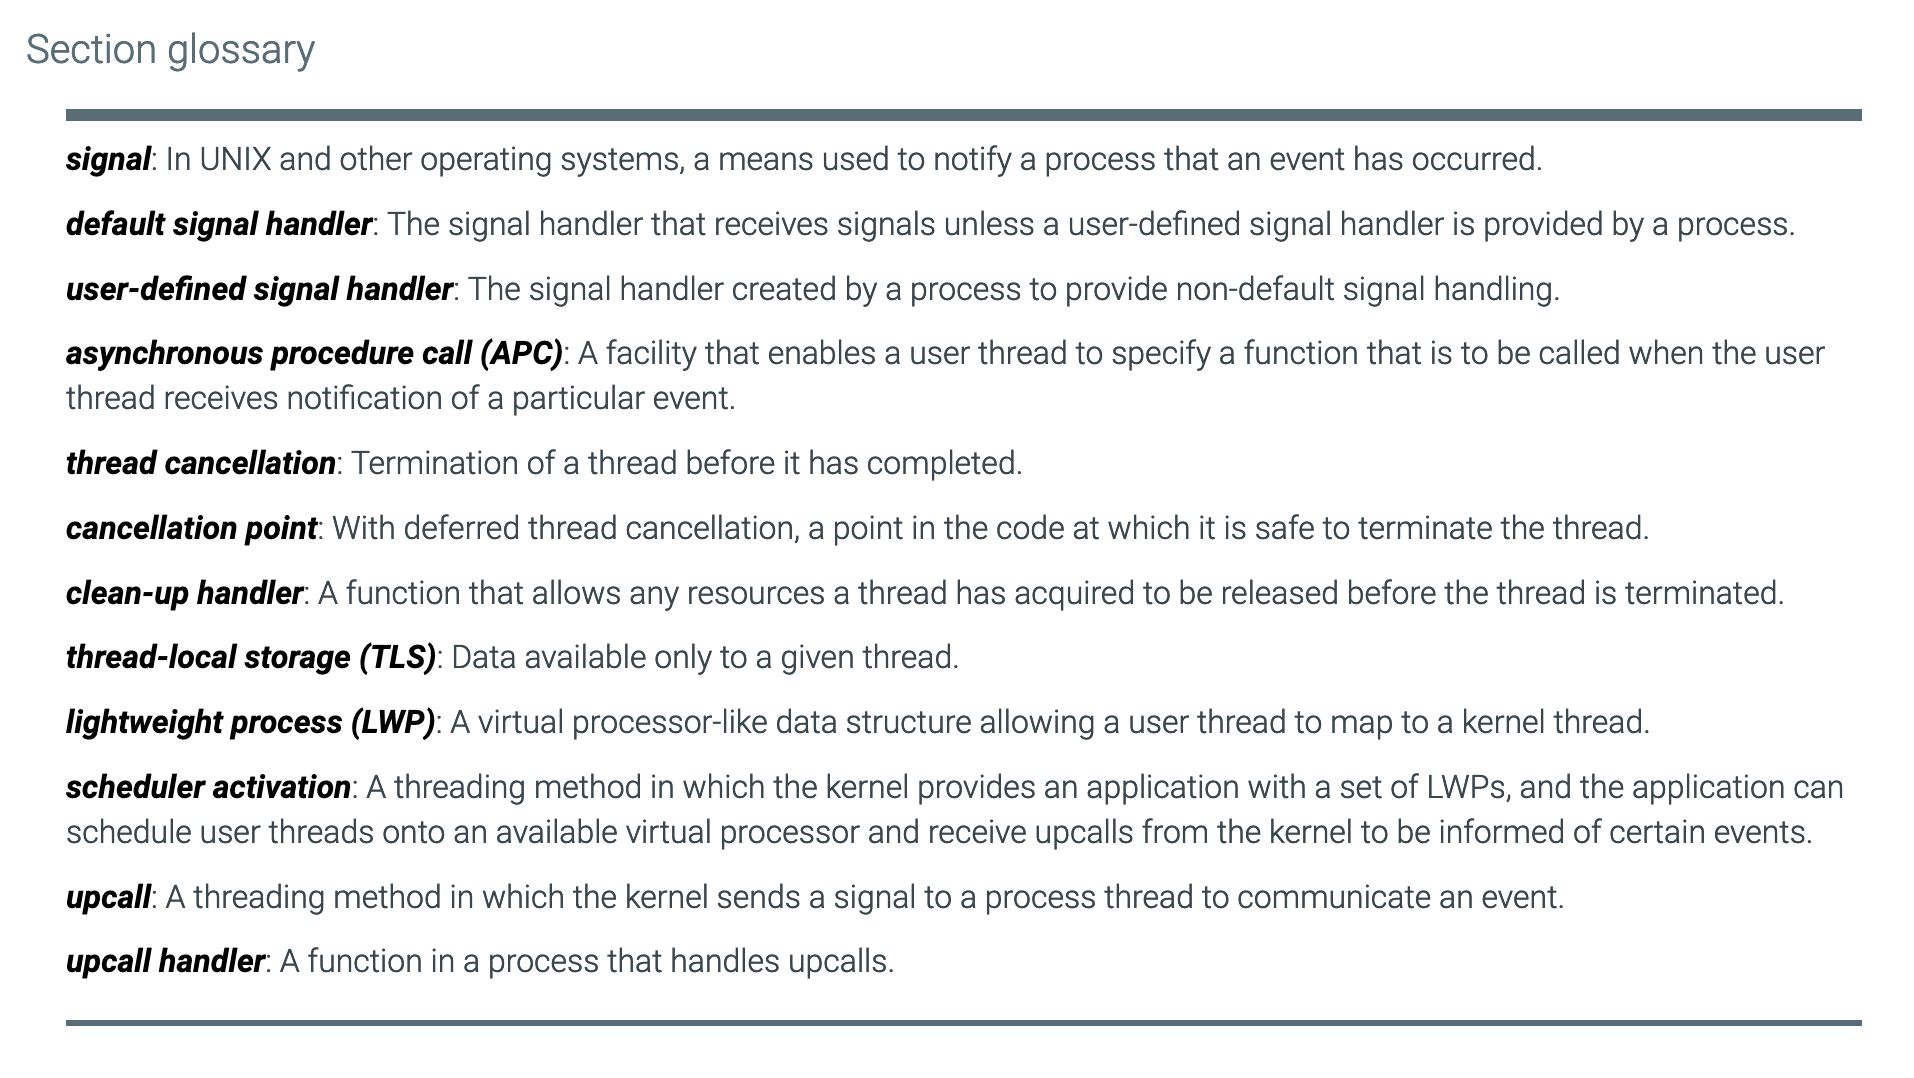 Section glossary
signal: In UNIX and other operating systems, a means used to notify a process that an event has occurred.
default signal handler: The signal handler that receives signals unless a user-defined signal handler is provided by a process.
user-defined signal handler: The signal handler created by a process to provide non-default signal handling.
asynchronous procedure call (APC): A facility that enables a user thread to specify a function that is to be called when the user
thread receives notification of a particular event.
thread cancellation: Termination of a thread before it has completed.
cancellation point: With deferred thread cancellation, a point in the code at which it is safe to terminate the thread.
clean-up handler: A function that allows any resources a thread has acquired to be released before the thread is terminated.
thread-local storage (TLS): Data available only to a given thread.
lightweight process (LWP): A virtual processor-like data structure allowing a user thread to map to a kernel thread.
scheduler activation: A threading method in which the kernel provides an application with a set of LWPs, and the application can
schedule user threads onto an available virtual processor and receive upcalls from the kernel to be informed of certain events.
upcall: A threading method in which the kernel sends a signal to a process thread to communicate an event.
upcall handler: A function in a process that handles upcalls.